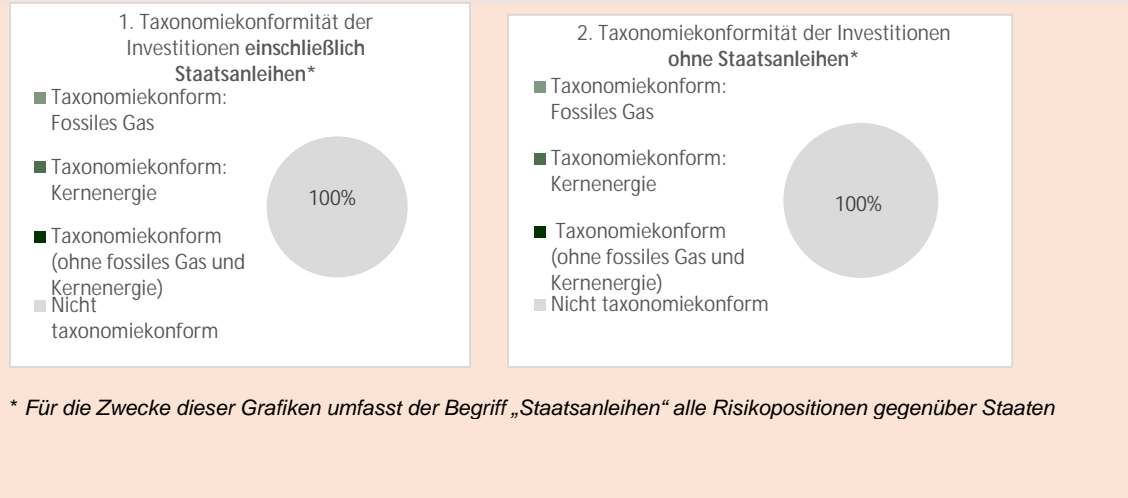 1. Taxonomiekonformität der
Investitionen einschließlich
Staatsanleihen*
Taxonomiekonform:
Fossiles Gas
Taxonomiekonform:
Kernenergie
Taxonomiekonform
(ohne fossiles Gas und
Kernenergie)
Nicht
taxonomiekonform
100%
2. Taxonomiekonformität der Investitionen
ohne Staatsanleihen*
Taxonomiekonform:
Fossiles Gas
Taxonomiekonform:
Kernenergie
Taxonomiekonform
(ohne fossiles Gas und
Kernenergie)
Nicht taxonomiekonform
100%
* Für die Zwecke dieser Grafiken umfasst der Begriff „Staatsanleihen“ alle Risikopositionen gegenüber Staaten